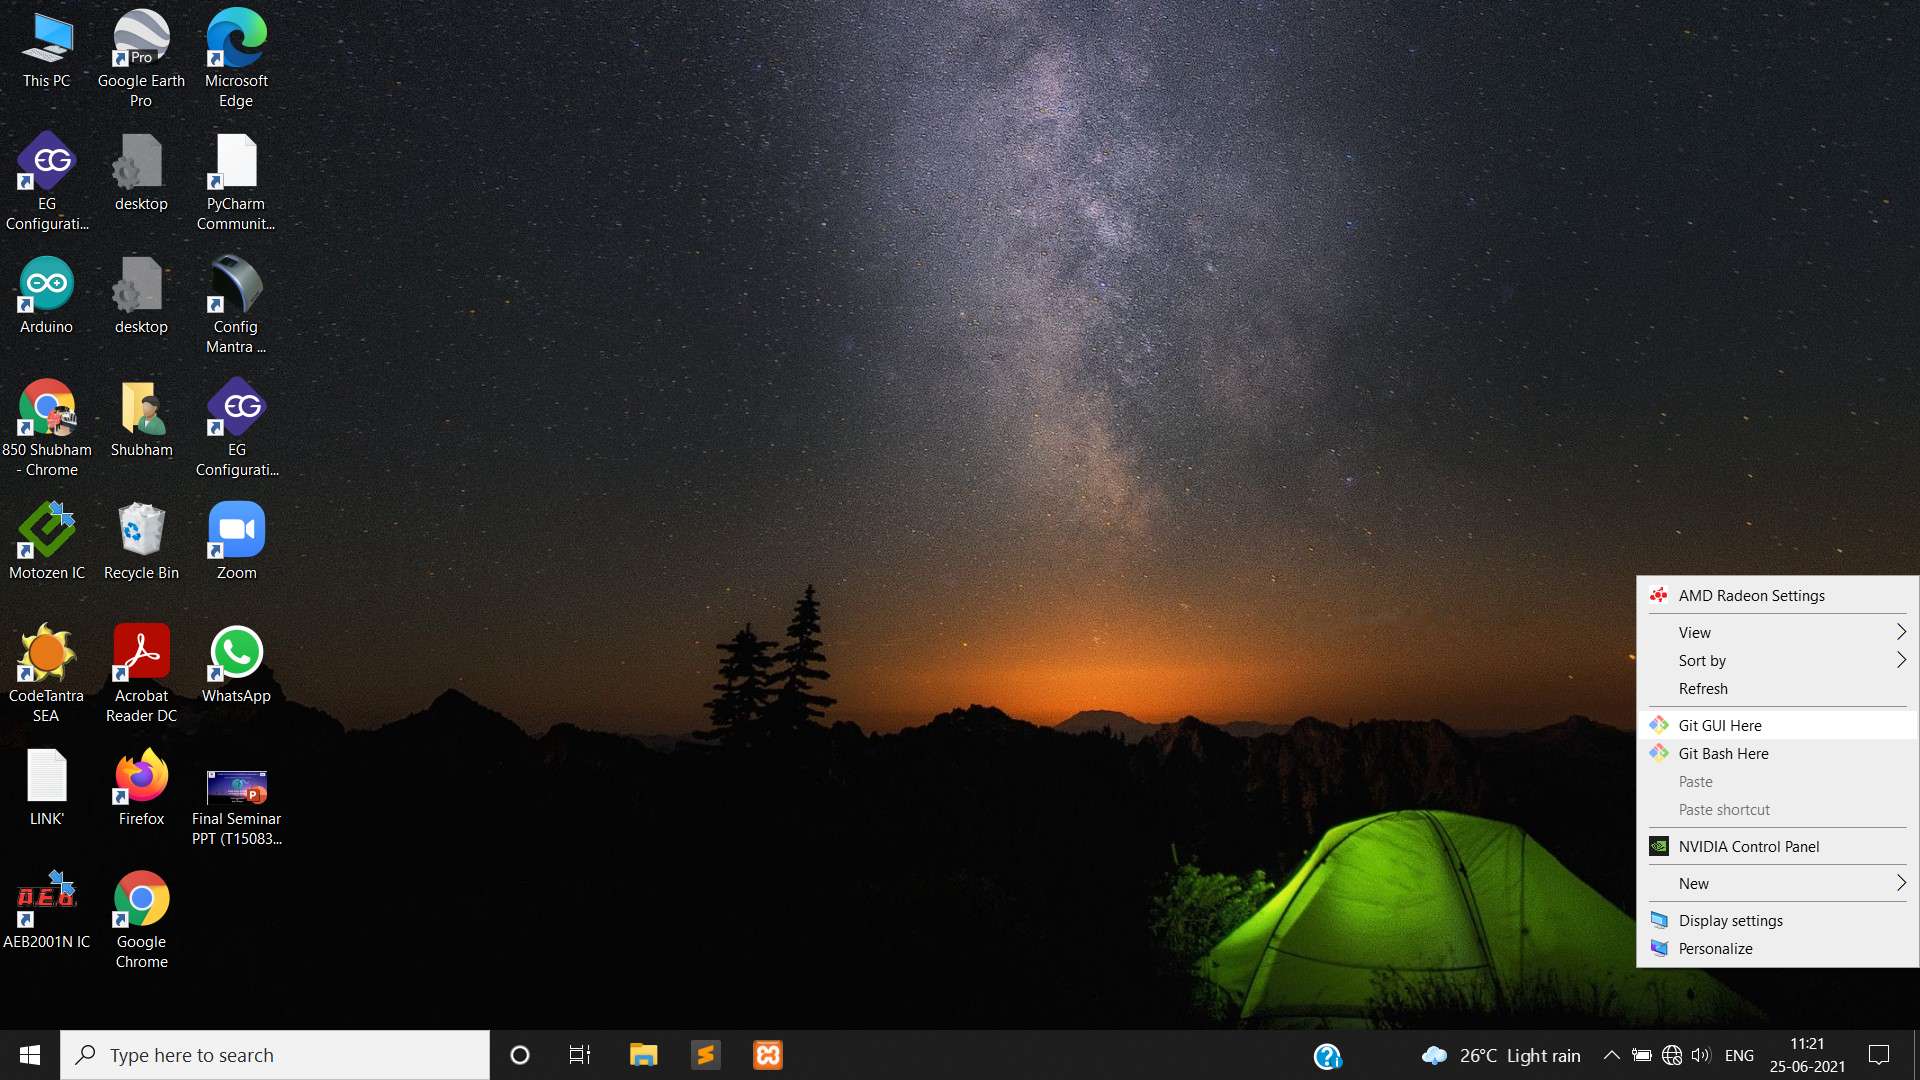 This PC
Pro
Google Earth
Pro
Microsoft
Edge
EG
EG
Configurati...
desktop
PyCharm
Communit...
Arduino
desktop
Config
Mantra ...
850 Shubham
- Chrome
Shubham
EG
EG
Configurati...
Motozen IC
Recycle Bin
Zoom
CodeTantra
SEA
Acrobat
Reader DC
WhatsApp
LINK'
Firefox
P
Final Seminar
PPT (T15083...
A.E.B.
AEB2001N IC
Google
Chrome
AMD Radeon Settings
View
Sort by
Refresh
Git GUI Here
Git Bash Here
Paste
Paste shortcut
NVIDIA Control Panel
New
Display settings
Personalize
Type here to search
26°C Light rain
ENG
11:21
25-06-2021